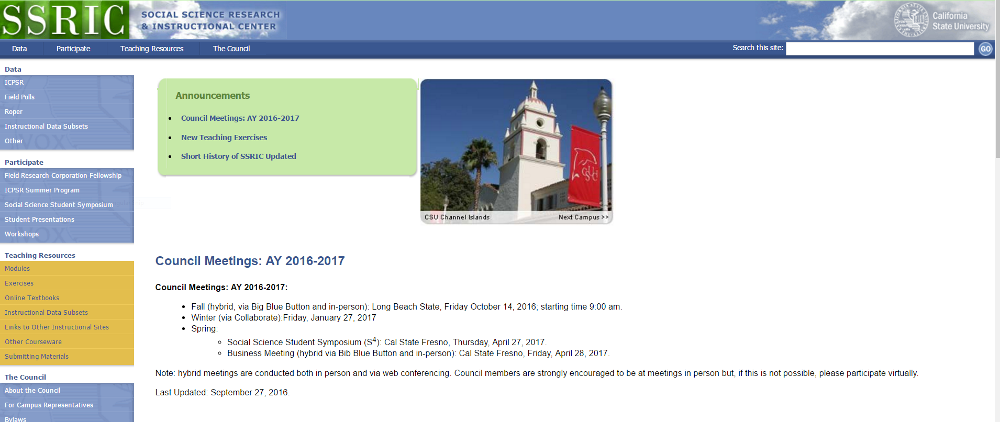 SSRIC
SOCIAL SCIENCE RESEARCH
& INSTRUCTIONAL CENTER
California
State University
Data
Participate
Teaching Resources
The Council
Search this site:
GO
Data
ICPSR
Field Polls
Roper
Instructional Data Subsets
Other
Participate
Field Research Corporation Fellowship
ICPSR Summer Program
Social Science Student Symposium
Student Presentations
Workshops
Teaching Resources
Modules
Exercises
Online Textbooks
Instructional Data Subsets
Links to Other Instructional Sites
Other Courseware
Submitting Materials
The Council
About the Council
For Campus Representatives
Bylaws
Announcements
Council Meetings: AY 2016-2017
New Teaching Exercises
Short History of SSRIC Updated
CSU Channel Islands
Next Campus >>
Council Meetings: AY 2016-2017
Council Meetings: AY 2016-2017:
Fall (hybrid, via Big Blue Button and in-person): Long Beach State, Friday October 14, 2016; starting time 9:00 am.
Winter (via Collaborate):Friday, January 27, 2017
Spring:
Social Science Student Symposium (S⁴): Cal State Fresno, Thursday, April 27, 2017.
Business Meeting (hybrid via Bib Blue Button and in-person): Cal State Fresno, Friday, April 28, 2017.
Note: hybrid meetings are conducted both in person and via web conferencing. Council members are strongly encouraged to be at meetings in person but, if this is not possible, please participate virtually.
Last Updated: September 27, 2016.